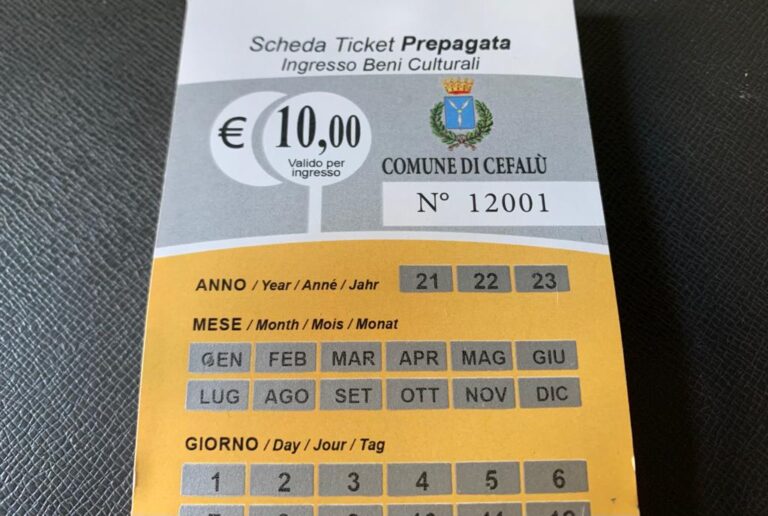 Scheda Ticket Prepagata
Ingresso Beni Culturali
€ 10,00
Valido per
ingresso
COMUNE DI CEFALÙ
N° 12001
ANNO / Year / Anné / Jahr 21 22 23
MESE / Month / Mois / Monat
GEN FEB MAR APR MAG GIU
LUG AGO SET OTT NOV DIC
GIORNO / Day / Jour / Tag
1 2 3 4 5 6